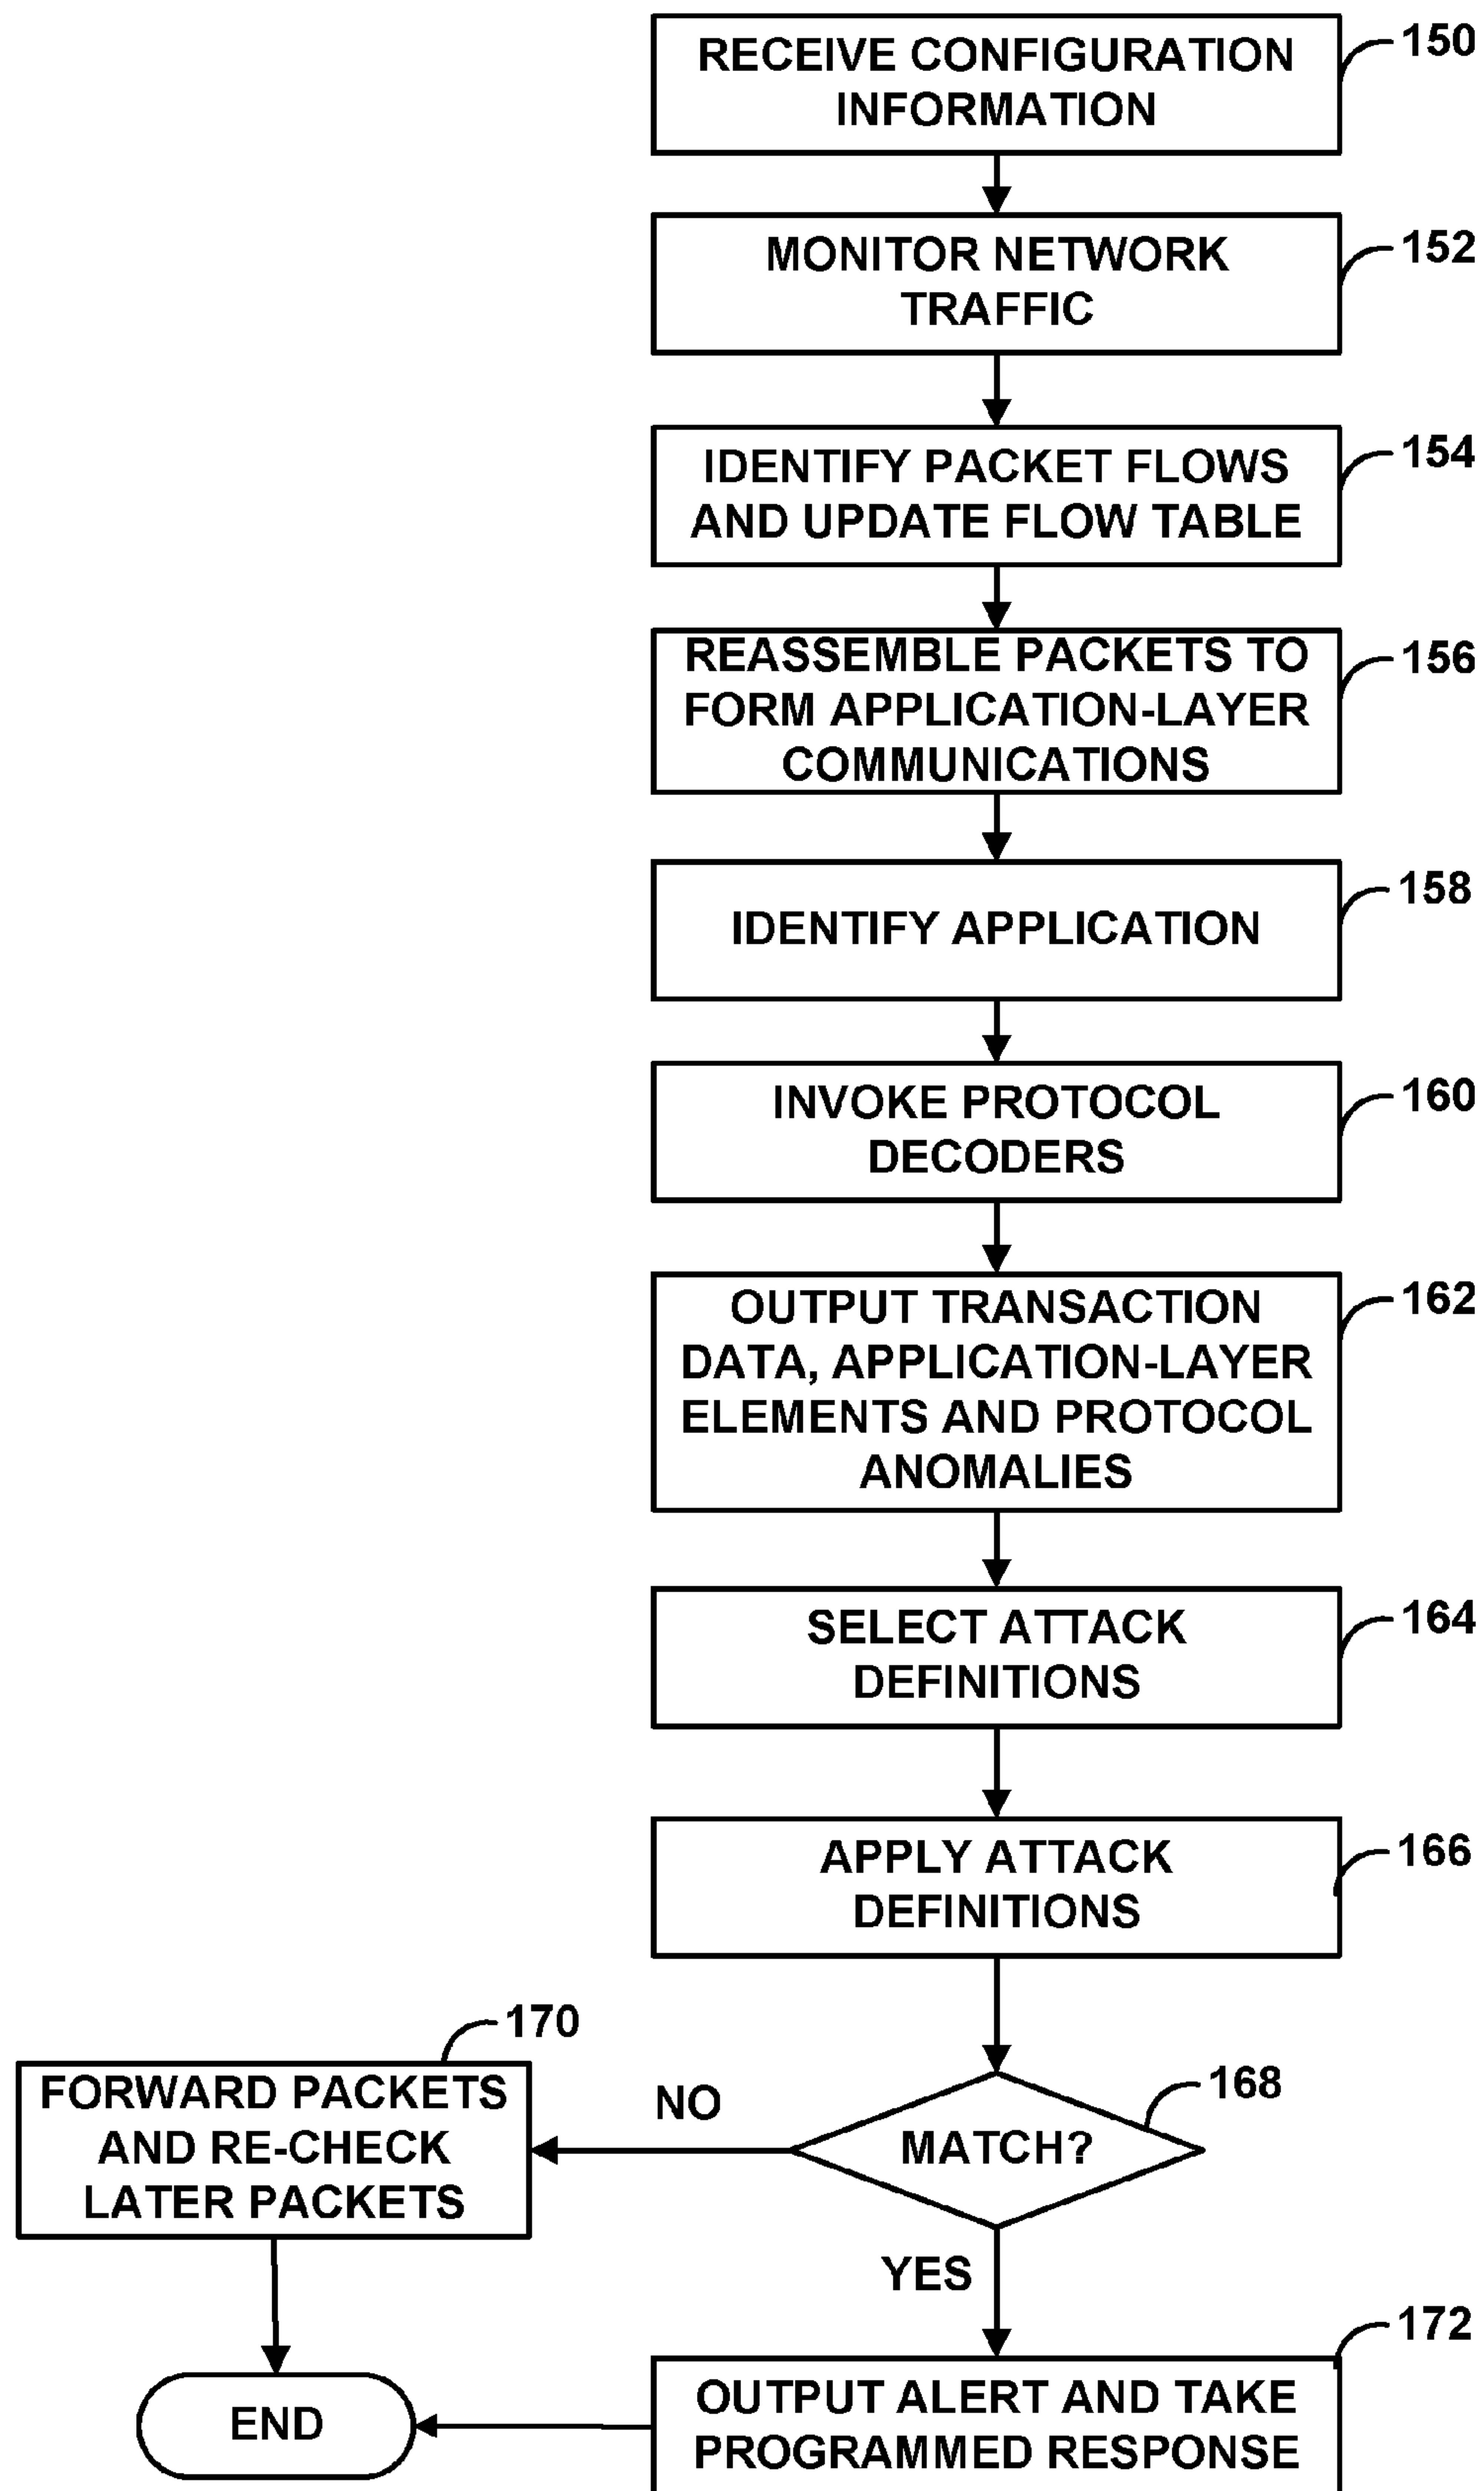 RECEIVE CONFIGURATION
INFORMATION
150
MONITOR NETWORK
TRAFFIC
152
IDENTIFY PACKET FLOWS
AND UPDATE FLOW TABLE
154
REASSEMBLE PACKETS TO
FORM APPLICATION-LAYER
COMMUNICATIONS
156
IDENTIFY APPLICATION
158
INVOKE PROTOCOL
DECODERS
160
OUTPUT TRANSACTION
DATA, APPLICATION-LAYER
ELEMENTS AND PROTOCOL
ANOMALIES
162
SELECT ATTACK
DEFINITIONS
164
APPLY ATTACK
DEFINITIONS
166
MATCH?
168
NO
FORWARD PACKETS
AND RE-CHECK
LATER PACKETS
170
YES
OUTPUT ALERT AND TAKE
PROGRAMMED RESPONSE
172
END